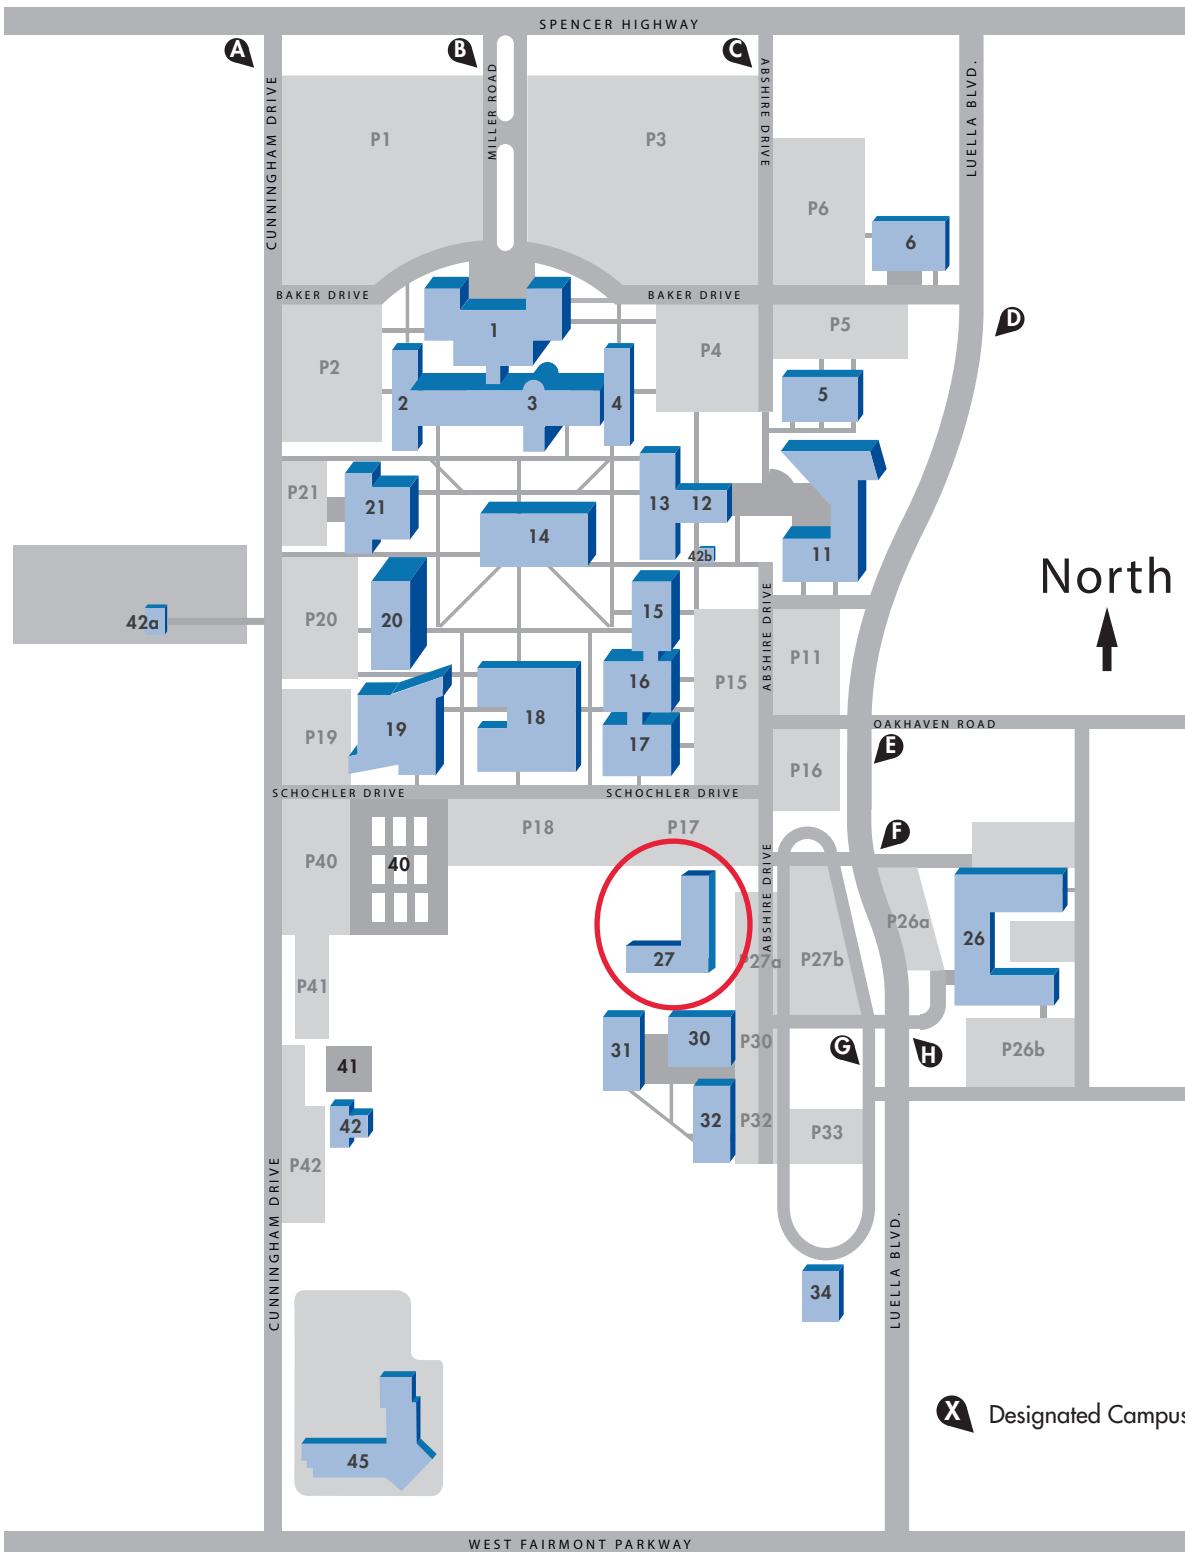 SPENCER HIGHWAY
A
B
C
CUNNINGHAM DRIVE
MILLER ROAD
ABSHIRE DRIVE
LUELLA BLVD.
P1
P3
P6
6
BAKER DRIVE
BAKER DRIVE
D
1
P5
P2
P4
2
3
4
5
P21
21
13
12
14
42b
11
North
42a
P20
20
15
ABSHIRE DRIVE
P11
16
P15
P19
19
18
17
OAKHAVEN ROAD
E
P16
SCHOCHLER DRIVE
SCHOCHLER DRIVE
P18
P17
F
P40
40
ABSHIRE DRIVE
P26a
26
27
P27a
P27b
P41
31
30
P30
G
H
P26b
41
42
32
P32
P33
P42
CUNNINGHAM DRIVE
LUELLA BLVD.
34
X Designated Campus
45
WEST FAIRMONT PARKWAY